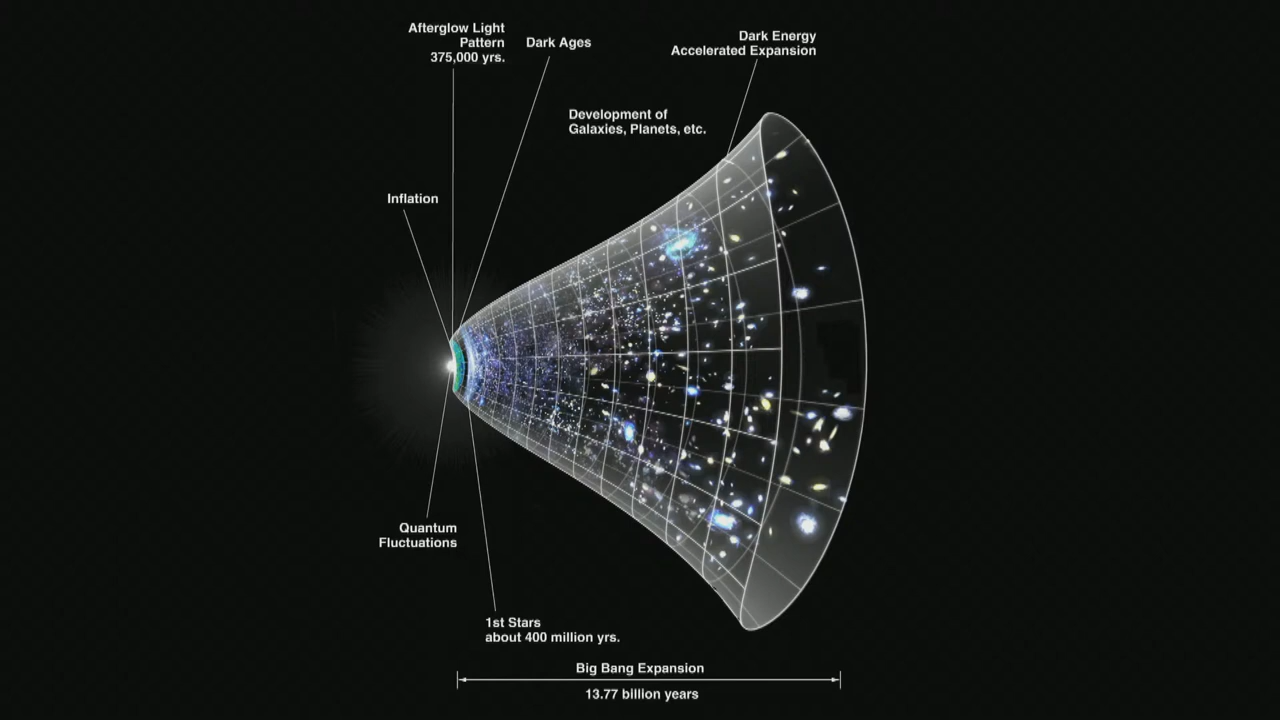 Afterglow Light
Pattern
375,000 yrs.
Dark Ages
Dark Energy
Accelerated Expansion
Development of
Galaxies, Planets, etc.
Inflation
Quantum
Fluctuations
1st Stars
about 400 million yrs.
Big Bang Expansion
13.77 billion years